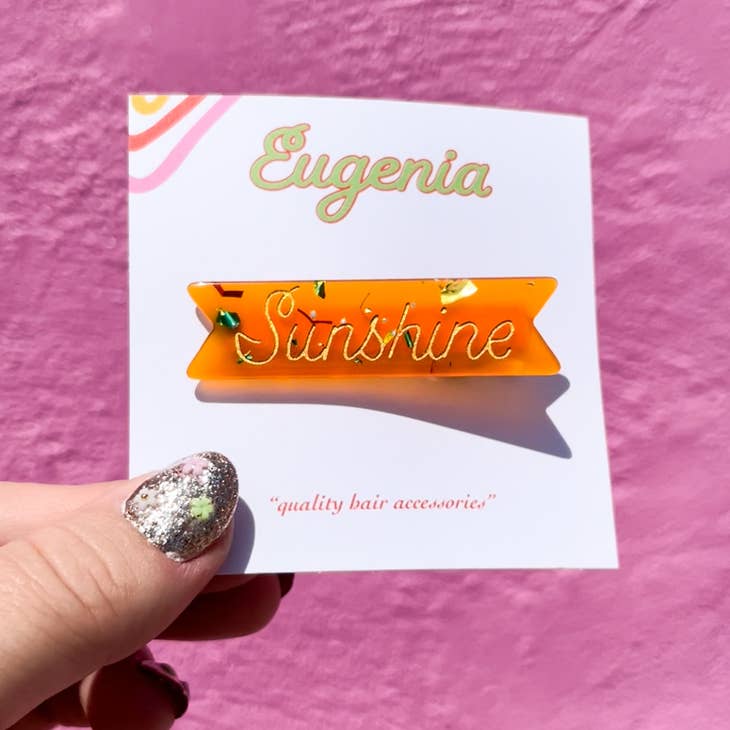 Eugenia
Sunshine
“quality hair accessories”